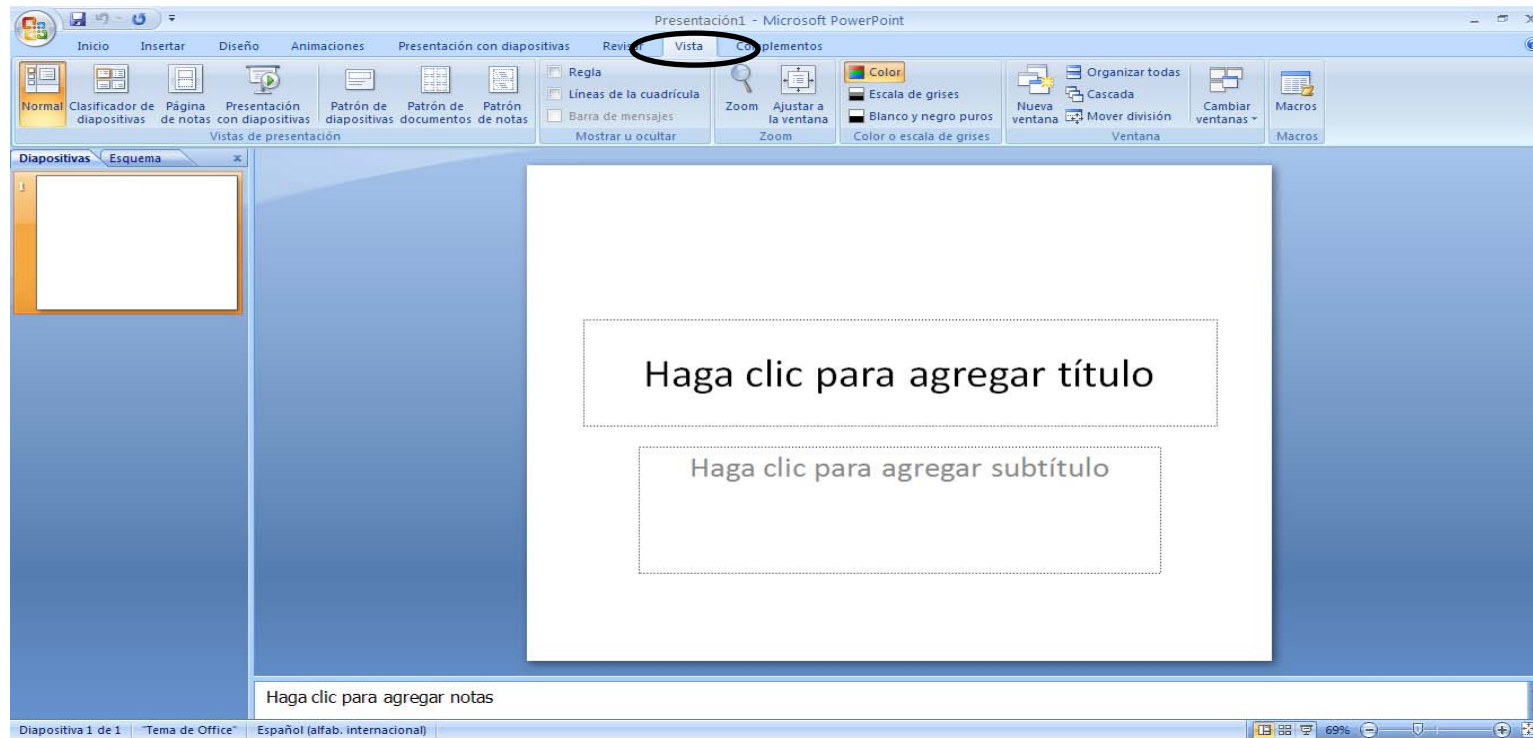 Presentación1 - Microsoft PowerPoint
Inicio Insertar Diseño Animaciones Presentación con diapositivas Revisar Vista Complementos
Normal Clasificador de diapositivas Página de notas Presentación con diapositivas Patrón de diapositivas Patrón de documentos Patrón de notas
Vistas de presentación
Regla
Líneas de la cuadrícula
Barra de mensajes
Mostrar u ocultar
Zoom Ajustar a la ventana
Zoom
Color
Escala de grises
Blanco y negro puros
Color o escala de grises
Nueva ventana
Organizar todas
Cascada
Mover división
Cambiar ventanas
Ventana
Macros
Macros
Diapositivas Esquema
1
Haga clic para agregar título
Haga clic para agregar subtítulo
Haga clic para agregar notas
Diapositiva 1 de 1 "Tema de Office" Español (alfab. internacional) 69%